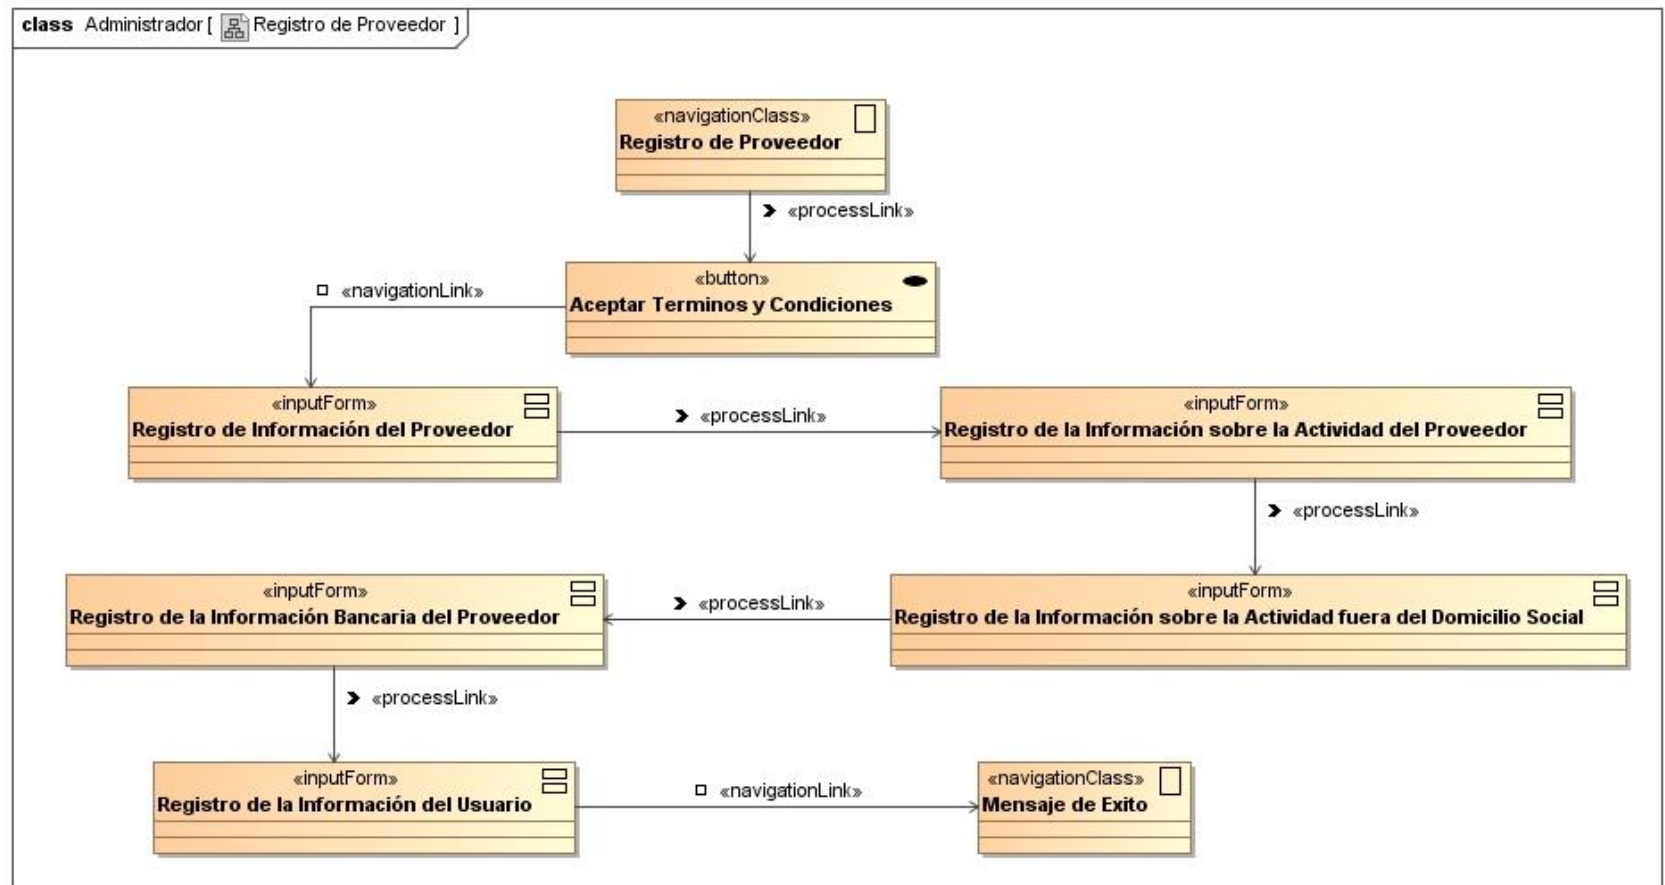 class Administrador [ Registro de Proveedor ]
«navigationClass»
Registro de Proveedor
«processLink»
«button»
Aceptar Terminos y Condiciones
«navigationLink»
«inputForm»
Registro de Información del Proveedor
«processLink»
«inputForm»
Registro de la Información sobre la Actividad del Proveedor
«processLink»
«inputForm»
Registro de la Información sobre la Actividad fuera del Domicilio Social
«processLink»
«inputForm»
Registro de la Información Bancaria del Proveedor
«processLink»
«inputForm»
Registro de la Información del Usuario
«navigationLink»
«navigationClass»
Mensaje de Exito